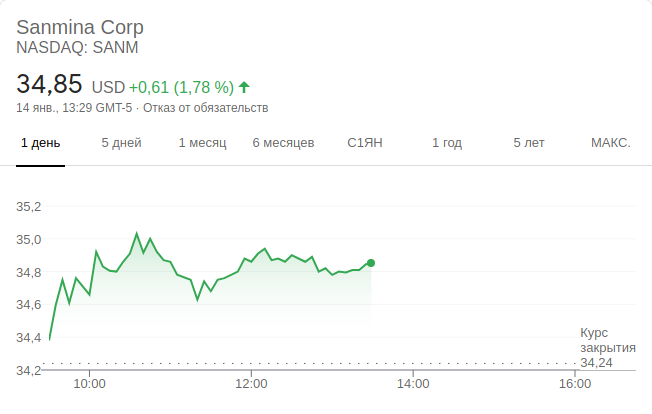 Sanmina Corp
NASDAQ: SANM
34,85 USD +0,61 (1,78 %)
14 янв., 13:29 GMT-5 · Отказ от обязательств
1 день 5 дней 1 месяц 6 месяцев С1ЯН 1 год 5 лет МАКС.
35,2
35,0
34,8
34,6
34,4
34,2
Курс
закрытия
34,24
10:00 12:00 14:00 16:00